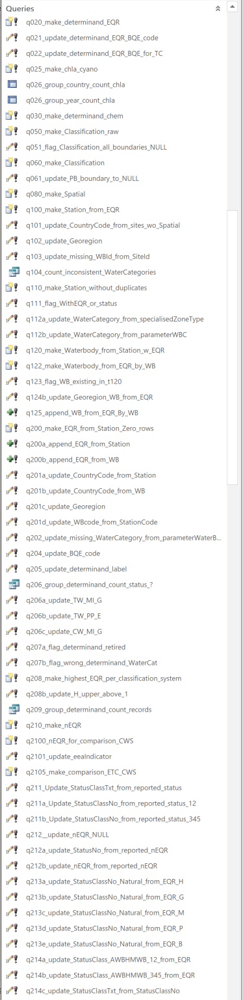 Queries
q020_make_determinand_EQR
q021_update_determinand_EQR_BQE_code
q022_update_determinand_EQR_BQE_for_TC
q025_make_chla_cyano
q026_group_country_count_chla
q026_group_year_count_chla
q030_make_determinand_chem
q050_make_Classification_raw
q051_flag_Classification_all_boundaries_NULL
q060_make_Classification
q061_update_PB_boundary_to_NULL
q080_make_Spatial
q100_make_Station_from_EQR
q101_update_CountryCode_from_sites_wo_Spatial
q102_update_Georegion
q103_update_missing_WBId_from_SiteId
q104_count_inconsistent_WaterCategories
q110_make_Station_without_duplicates
q111_flag_WithEQR_or_status
q112a_update_WaterCategory_from_specialisedZoneType
q112b_update_WaterCategory_from_parameterWBC
q120_make_Waterbody_from_Station_w_EQR
q122_make_Waterbody_from_EQR_by_WB
q123_flag_WB_existing_in_t120
q124b_update_Georegion_WB_from_EQR
q125_append_WB_from_EQR_By_WB
q200_make_EQR_from_Station_Zero_rows
q200a_append_EQR_from_Station
q200b_append_EQR_from_WB
q201a_update_CountryCode_from_Station
q201b_update_CountryCode_from_WB
q201c_update_Georegion
q201d_update_WBcode_from_StationCode
q202_update_missing_WaterCategory_from_parameterWaterB...
q204_update_BQE_code
q205_update_determinand_label
q206_group_determinand_count_status_?
q206a_update_TW_MI_G
q206b_update_TW_PP_E
q206c_update_CW_MI_G
q207a_flag_determinand_retired
q207b_flag_wrong_determinand_WaterCat
q208_make_highest_EQR_per_classification_system
q208b_update_H_upper_above_1
q209_group_determinand_count_records
q210_make_nEQR
q2100_nEQR_for_comparison_CWS
q2101_update_eeaIndicator
q2105_make_comparison_ETC_CWS
q211_Update_StatusClassTxt_from_reported_status
q211a_Update_StatusClassNo_from_reported_status_12
q211b_Update_StatusClassNo_from_reported_status_345
q212__update_nEQR_NULL
q212a_update_StatusNo_from_reported_nEQR
q212b_update_nEQR_from_reported_nEQR
q213a_update_StatusClassNo_Natural_from_EQR_H
q213b_update_StatusClassNo_Natural_from_EQR_G
q213c_update_StatusClassNo_Natural_from_EQR_M
q213d_update_StatusClassNo_Natural_from_EQR_P
q213e_update_StatusClassNo_Natural_from_EQR_B
q214a_update_StatusClass_AWBHMWB_12_from_EQR
q214b_update_StatusClass_AWBHMWB_345_from_EQR
q214c_update_StatusClassTxt_from_StatusClassNo